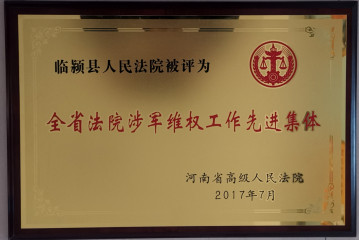 临颍县人民法院被评为
全省法院涉军维权工作先进集体
河南省高级人民法院
2017年7月